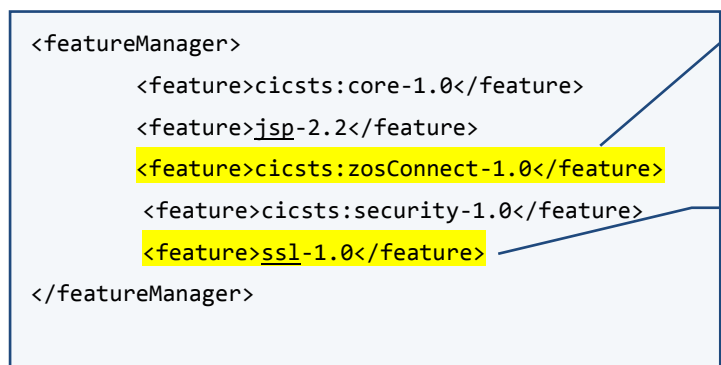 <featureManager>
<feature>cicsts:core-1.0</feature>
<feature>jsp-2.2</feature>
<feature>cicsts:zosConnect-1.0</feature>
<feature>cicsts:security-1.0</feature>
<feature>ssl-1.0</feature>
</featureManager>